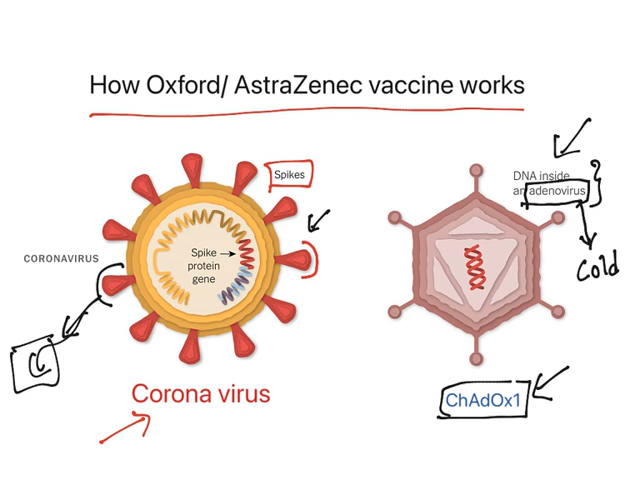 How Oxford/ AstraZenec vaccine works
Spikes
DNA inside
an adenovirus
CORONAVIRUS
Spike
protein
gene
Cold
Corona virus
ChAdOx1